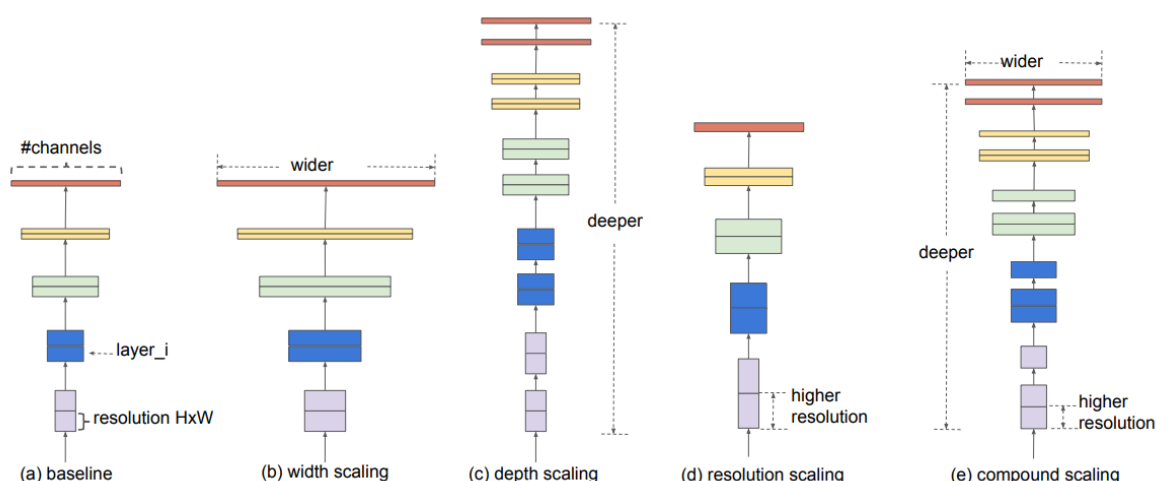 #channels
layer_i
resolution HxW
(a) baseline
wider
(b) width scaling
deeper
(c) depth scaling
higher
resolution
(d) resolution scaling
wider
deeper
higher
resolution
(e) compound scaling